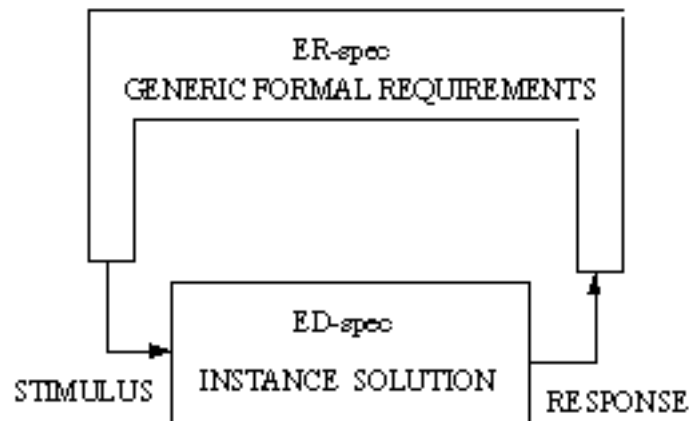 ER-spec
GENERIC FORMAL REQUIREMENTS
ED-spec
INSTANCE SOLUTION
STIMULUS
RESPONSE